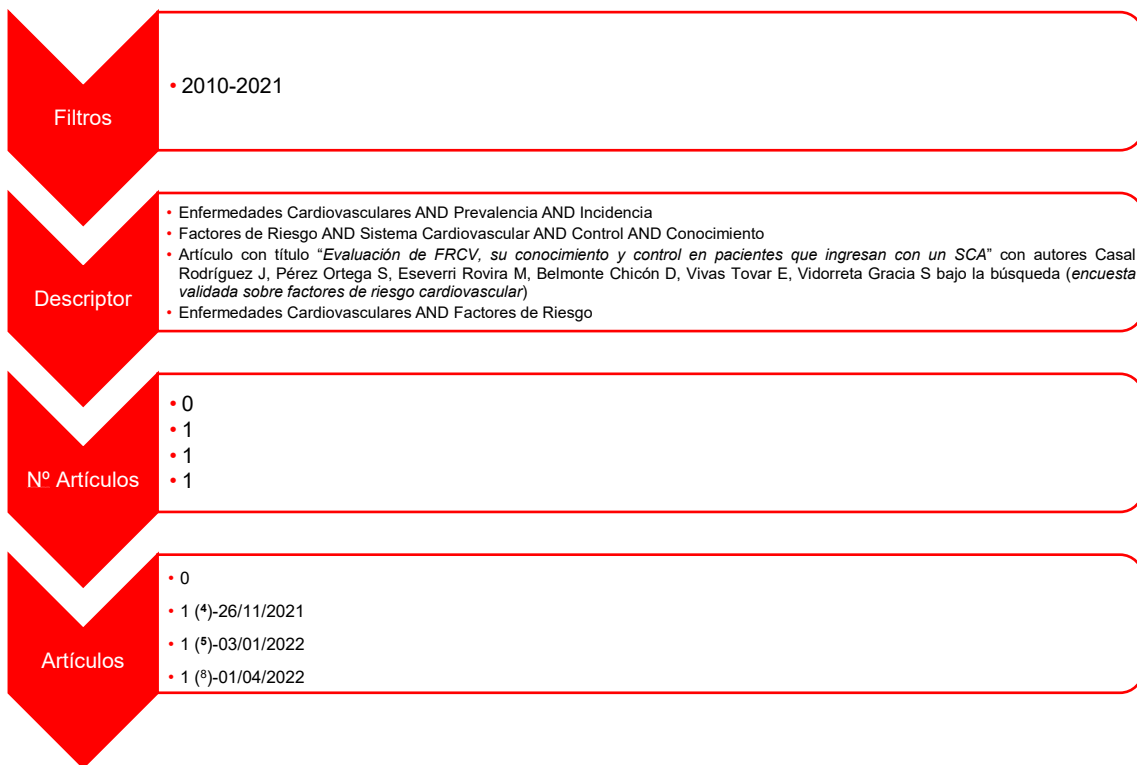 Filtros
• 2010-2021
Descriptor
• Enfermedades Cardiovasculares AND Prevalencia AND Incidencia
• Factores de Riesgo AND Sistema Cardiovascular AND Control AND Conocimiento
• Artículo con título “Evaluación de FRCV, su conocimiento y control en pacientes que ingresan con un SCA” con autores Casal
Rodríguez J, Pérez Ortega S, Eseverri Rovira M, Belmonte Chicón D, Vivas Tovar E, Vidorreta Gracia S bajo la búsqueda (encuesta
validada sobre factores de riesgo cardiovascular)
• Enfermedades Cardiovasculares AND Factores de Riesgo
Nº Artículos
• 0
• 1
• 1
• 1
Artículos
• 0
• 1 (⁴)-26/11/2021
• 1 (⁵)-03/01/2022
• 1 (⁸)-01/04/2022